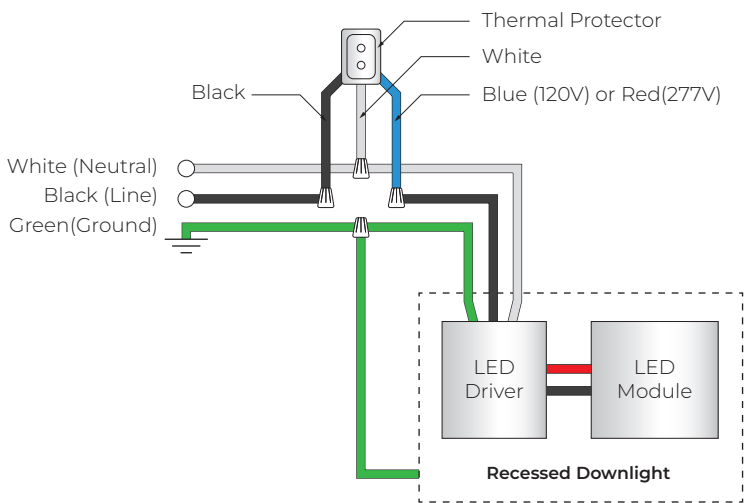 Thermal Protector
White
Black
Blue (120V) or Red(277V)
White (Neutral)
Black (Line)
Green(Ground)
LED
Driver
LED
Module
Recessed Downlight